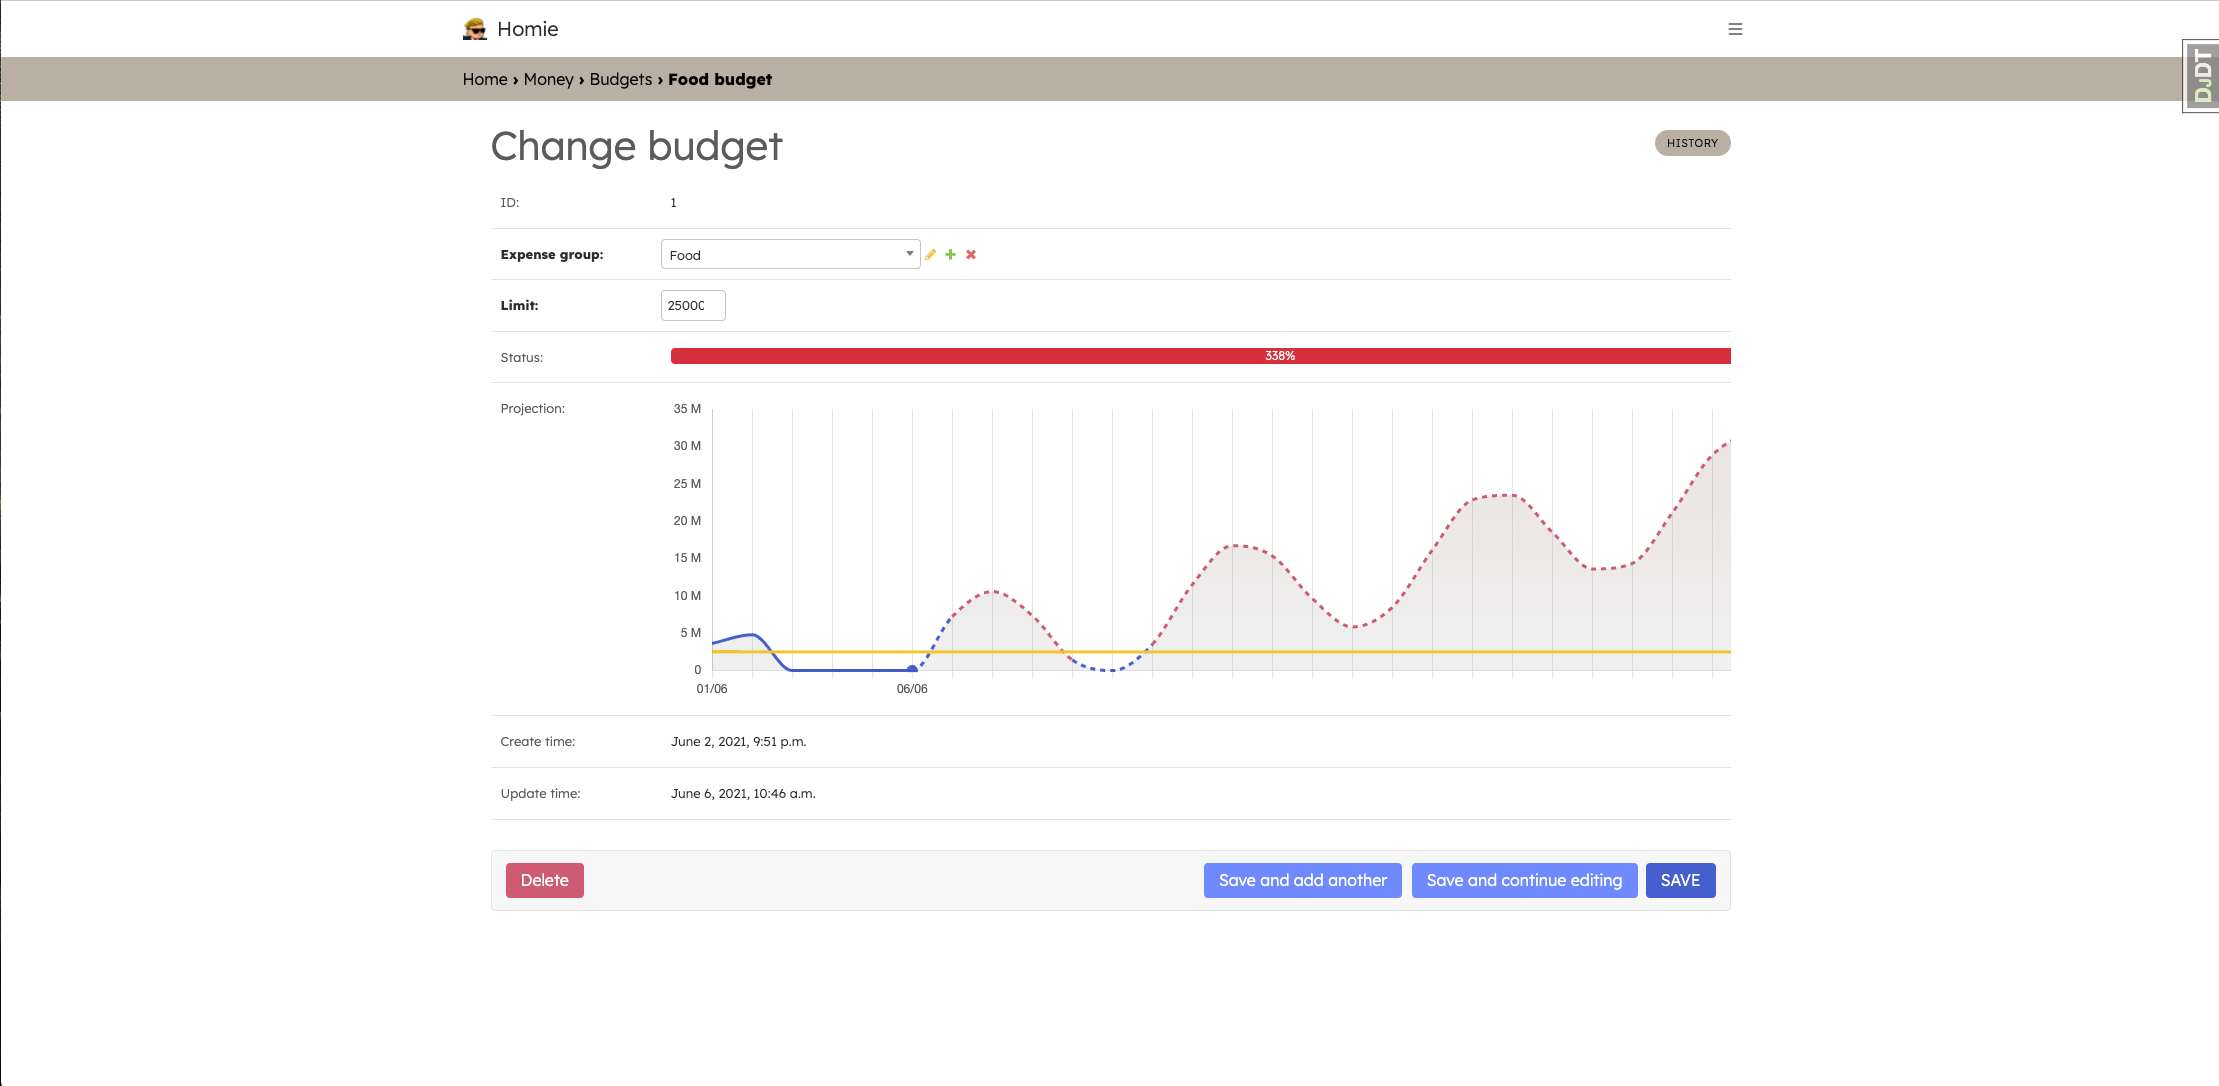 Homie
DJDT
Home › Money › Budgets › Food budget
Change budget
HISTORY
ID: 1
Expense group: Food
Limit: 25000
Status: 338%
Projection:
35 M
30 M
25 M
20 M
15 M
10 M
5 M
0
01/06 06/06
Create time: June 2, 2021, 9:51 p.m.
Update time: June 6, 2021, 10:46 a.m.
Delete Save and add another Save and continue editing SAVE